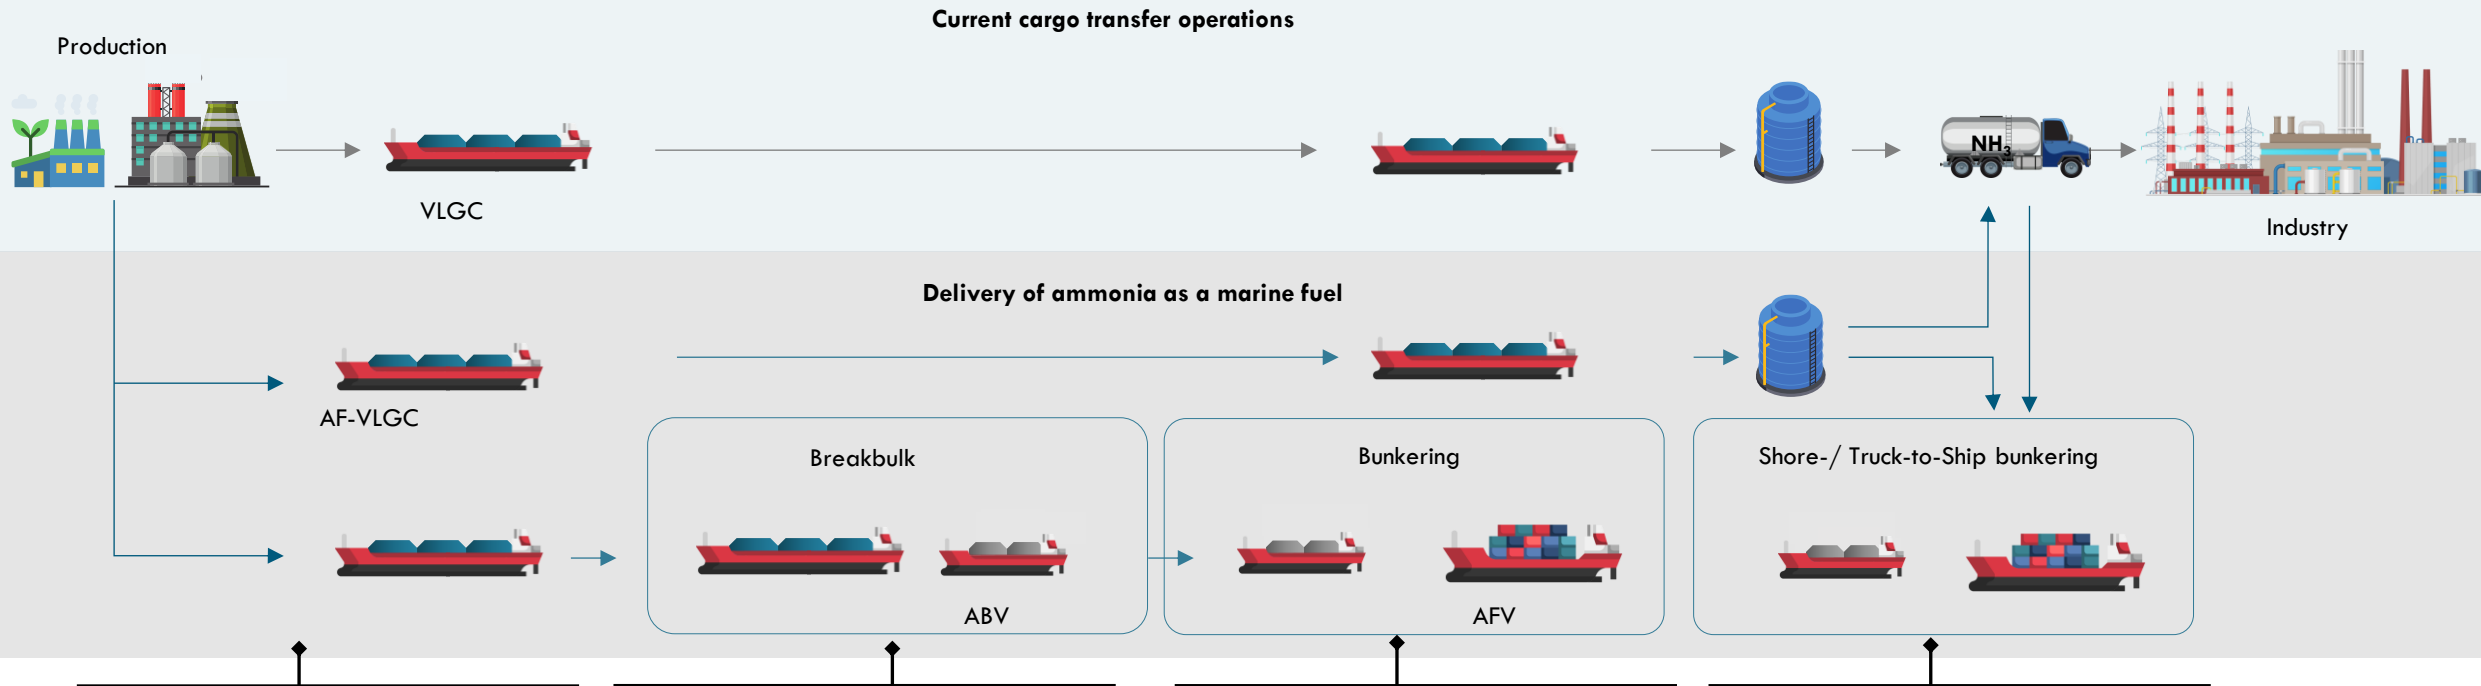 Current cargo transfer operations
Production
NH3
VLGC
Industry
Delivery of ammonia as a marine fuel
AF-VLGC
Breakbulk
Bunkering
Shore-/ Truck-to-Ship bunkering
ABV
AFV